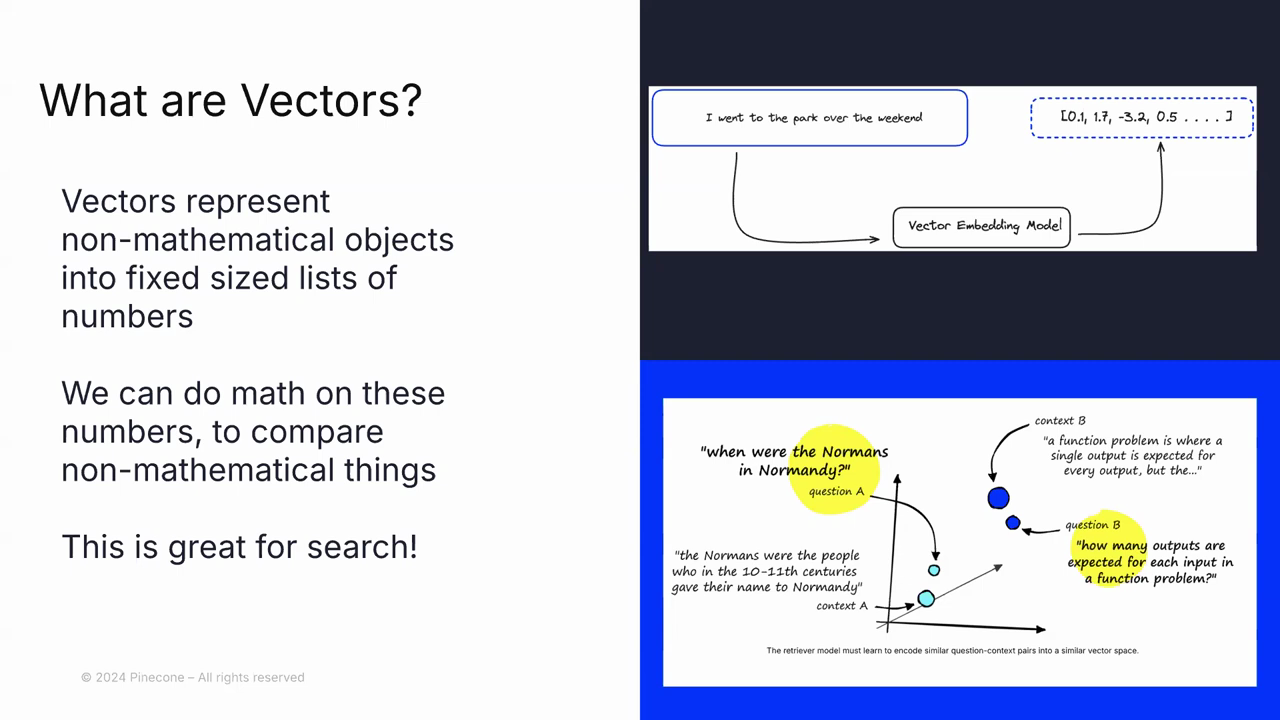 What are Vectors?
Vectors represent
non-mathematical objects
into fixed sized lists of
numbers
We can do math on these
numbers, to compare
non-mathematical things
This is great for search!
© 2024 Pinecone – All rights reserved
I went to the park over the weekend
[0.1, 1.7, -3.2, 0.5 . . . . ]
Vector Embedding Model
"when were the Normans
in Normandy?"
question A
"the Normans were the people
who in the 10-11th centuries
gave their name to Normandy"
context A
context B
"a function problem is where a
single output is expected for
every output, but the..."
question B
"how many outputs are
expected for each input in
a function problem?"
The retriever model must learn to encode similar question-context pairs into a similar vector space.